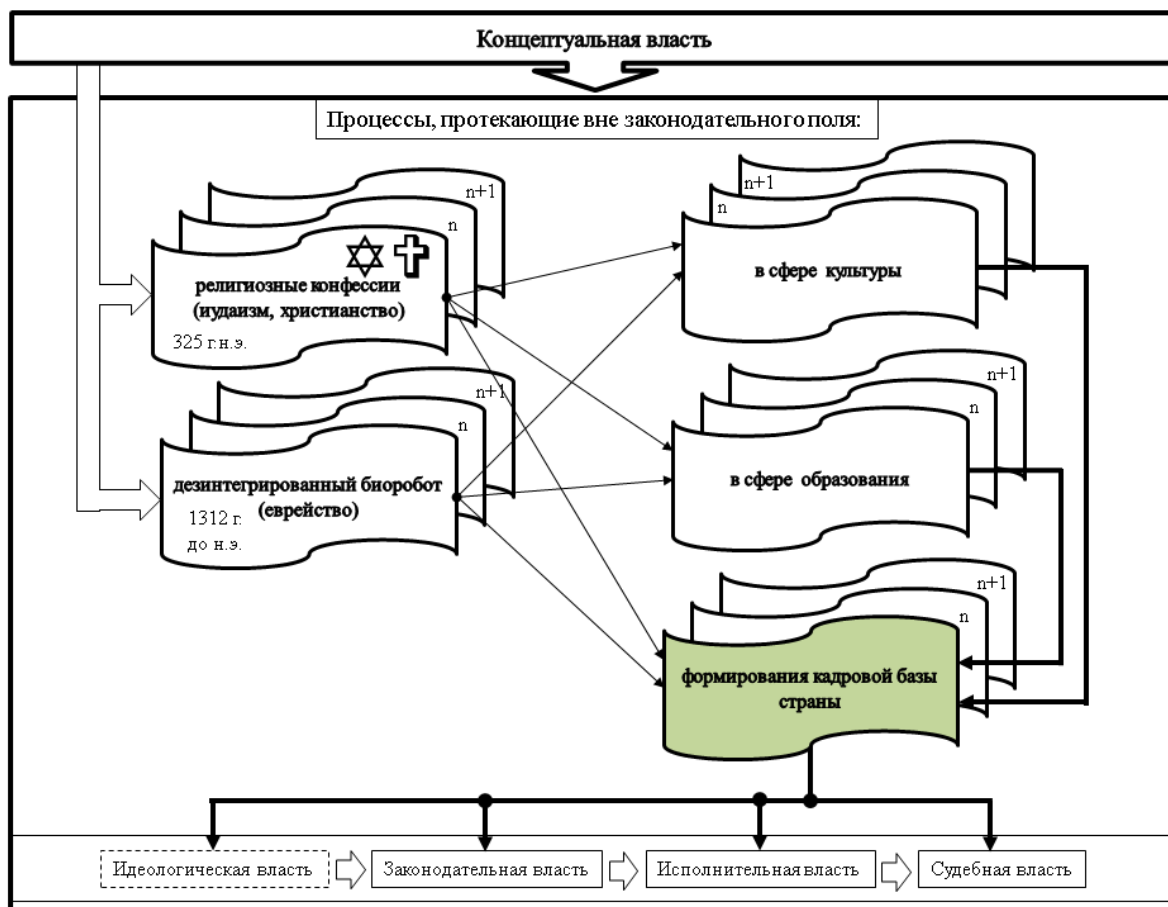 Концептуальная власть
Процессы, протекающие вне законодательного поля:
n+1
n
религиозные конфессии
(иудаизм, христианство)
325 г.н.э.
n+1
n
в сфере культуры
n+1
n
дезинтегрированный биоробот
(еврейство)
1312 г.
до н.э.
n+1
n
в сфере образования
n+1
n
формирования кадровой базы
страны
Идеологическая власть
Законодательная власть
Исполнительная власть
Судебная власть